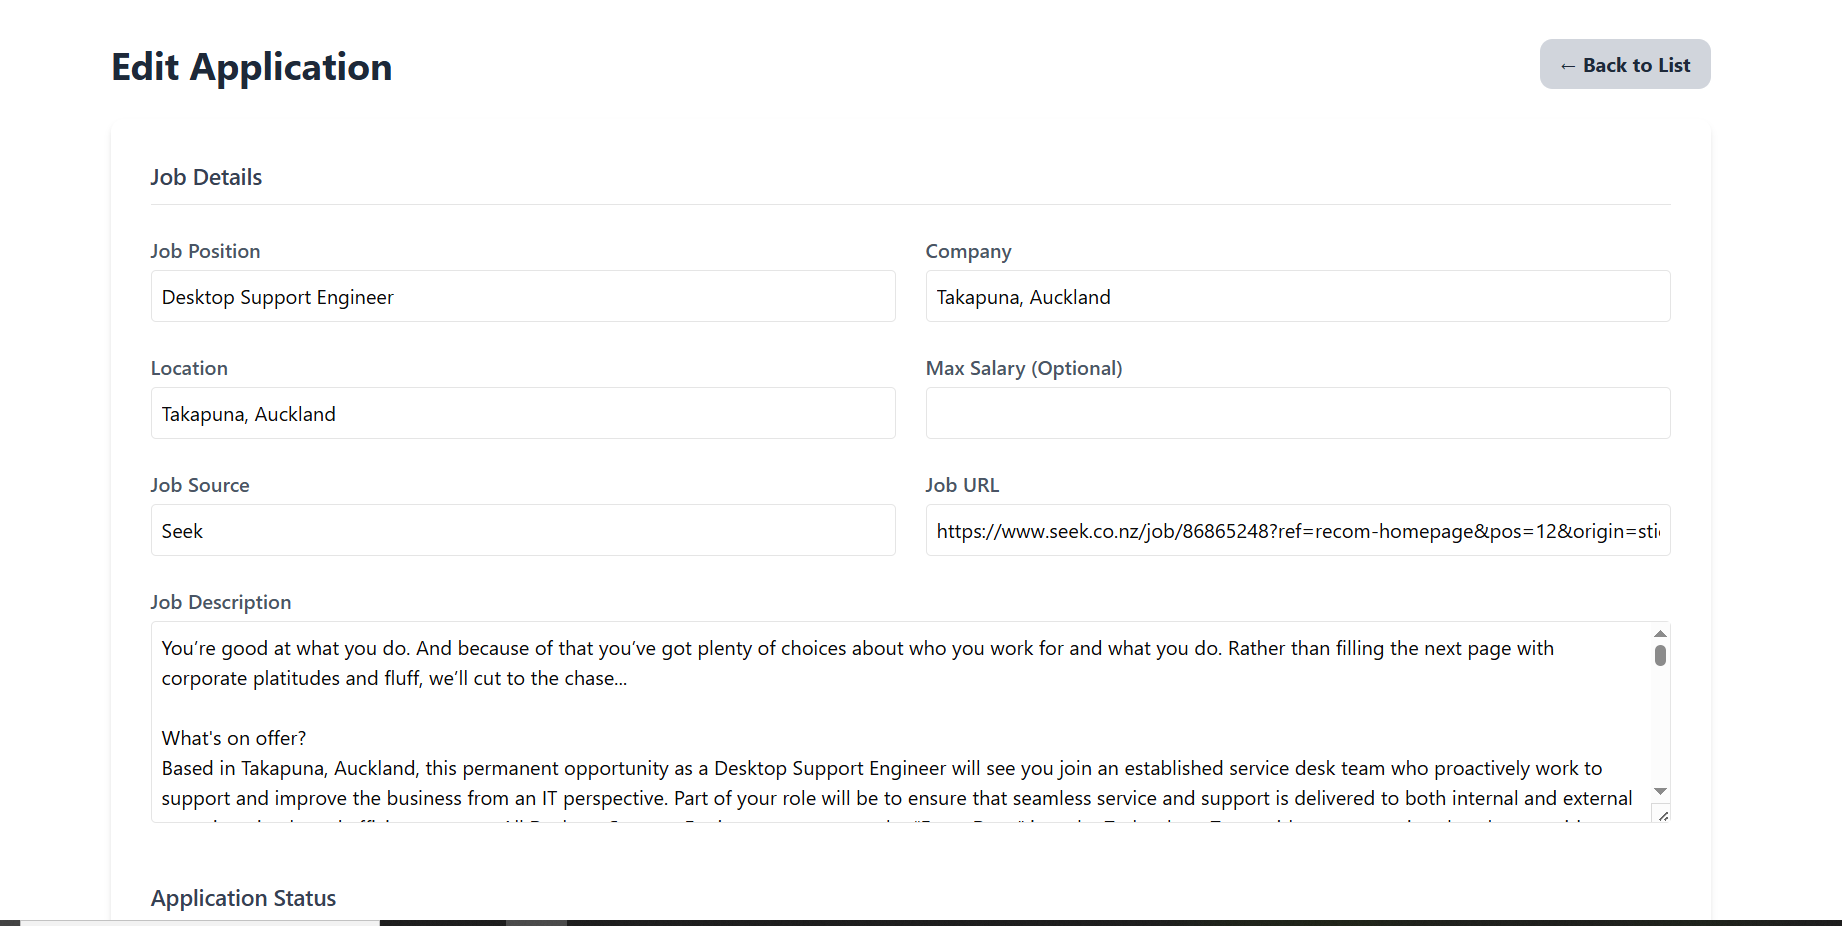 Edit Application
← Back to List
Job Details
Job Position
Company
Desktop Support Engineer
Takapuna, Auckland
Location
Max Salary (Optional)
Takapuna, Auckland
Job Source
Job URL
Seek
https://www.seek.co.nz/job/86865248?ref=recom-homepage&pos=12&origin=sti
Job Description
You’re good at what you do. And because of that you’ve got plenty of choices about who you work for and what you do. Rather than filling the next page with
corporate platitudes and fluff, we’ll cut to the chase…
What's on offer?
Based in Takapuna, Auckland, this permanent opportunity as a Desktop Support Engineer will see you join an established service desk team who proactively work to
support and improve the business from an IT perspective. Part of your role will be to ensure that seamless service and support is delivered to both internal and external
Application Status